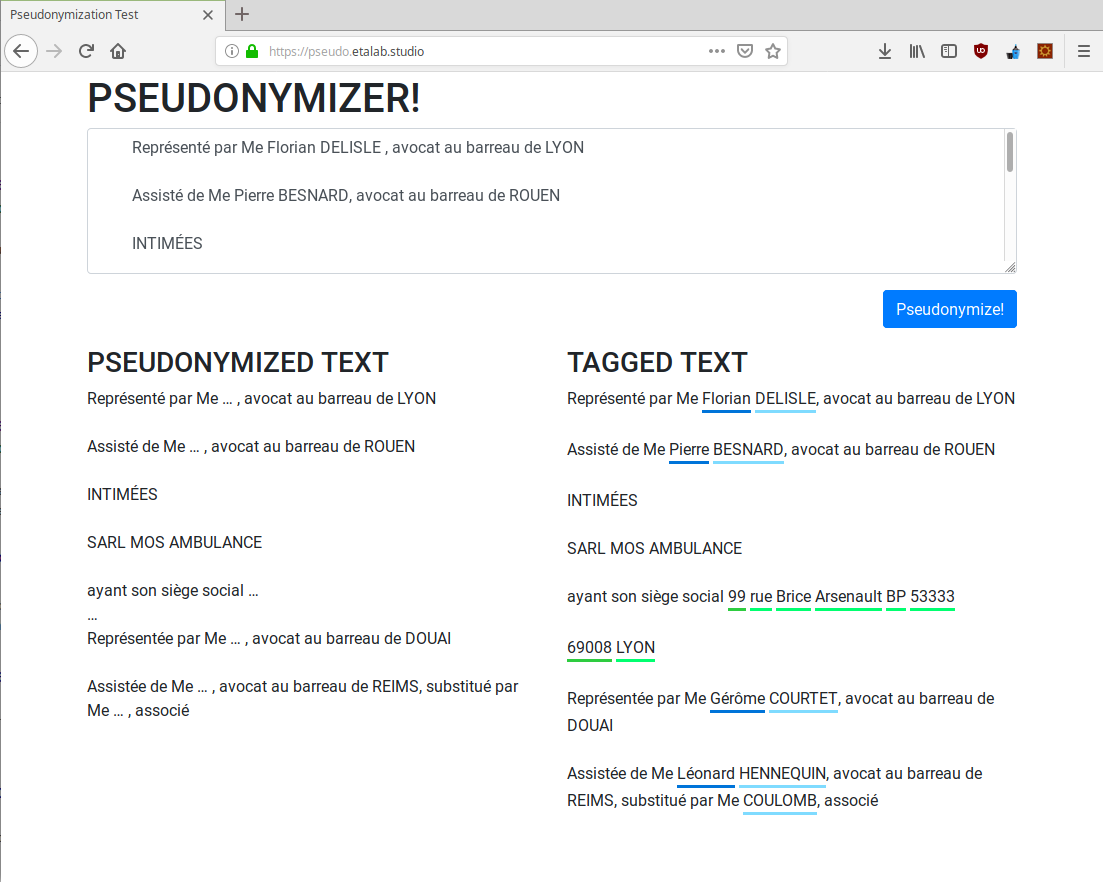 Pseudonymization Test
https://pseudo.etalab.studio
PSEUDONYMIZER!
Représenté par Me Florian DELISLE , avocat au barreau de LYON
Assisté de Me Pierre BESNARD, avocat au barreau de ROUEN
INTIMÉES
Pseudonymize!
PSEUDONYMIZED TEXT
Représenté par Me … , avocat au barreau de LYON
Assisté de Me … , avocat au barreau de ROUEN
INTIMÉES
SARL MOS AMBULANCE
ayant son siège social …
…
Représentée par Me … , avocat au barreau de DOUAI
Assistée de Me … , avocat au barreau de REIMS, substitué par
Me … , associé
TAGGED TEXT
Représenté par Me Florian DELISLE, avocat au barreau de LYON
Assisté de Me Pierre BESNARD, avocat au barreau de ROUEN
INTIMÉES
SARL MOS AMBULANCE
ayant son siège social 99 rue Brice Arsenault BP 53333
69008 LYON
Représentée par Me Gérôme COURTET, avocat au barreau de
DOUAI
Assistée de Me Léonard HENNEQUIN, avocat au barreau de
REIMS, substitué par Me COULOMB, associé